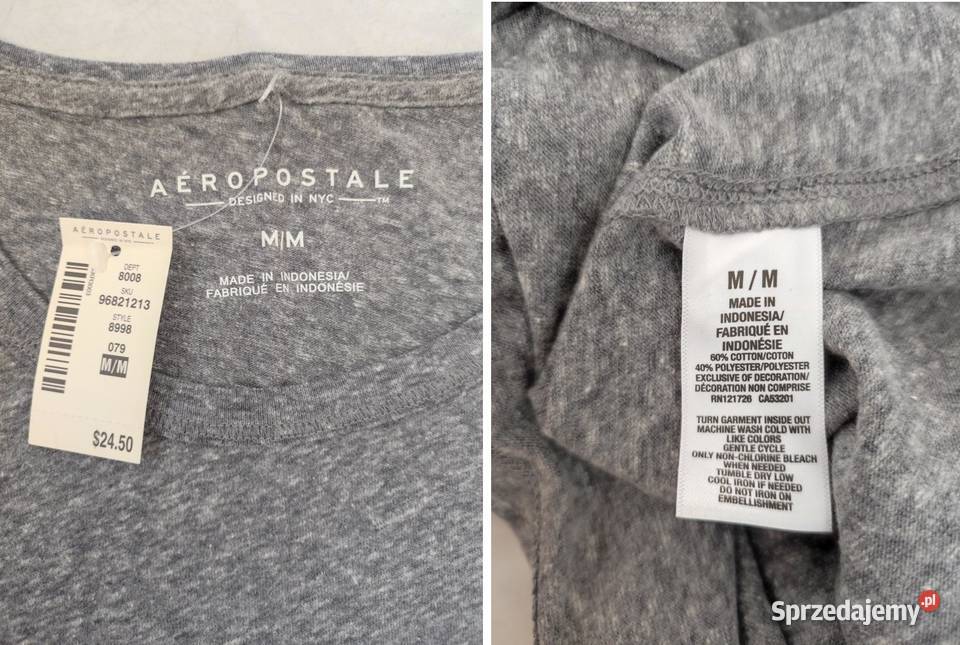 AÉROPOSTALE
DESIGNED IN NYC ™
M/M
MADE IN INDONESIA/
FABRIQUÉ EN INDONÉSIE
AÉROPOSTALE
DEPT
8008
SKU
96821213
STYLE
8998
079
M/M
$24.50
M / M
MADE IN
INDONESIA/
FABRIQUÉ EN
INDONÉSIE
60% COTTON/COTON
40% POLYESTER/POLYESTER
EXCLUSIVE OF DECORATION/
DÉCORATION NON COMPRISE
RN121726 CA53201
TURN GARMENT INSIDE OUT
MACHINE WASH COLD WITH
LIKE COLORS
GENTLE CYCLE
ONLY NON-CHLORINE BLEACH
WHEN NEEDED
TUMBLE DRY LOW
COOL IRON IF NEEDED
DO NOT IRON ON
EMBELLISHMENT
Sprzedajemy.pl